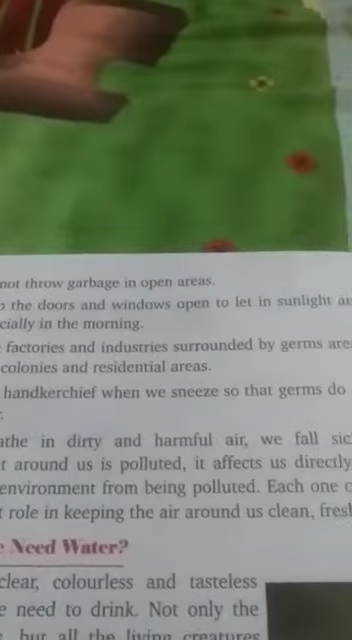 not throw garbage in open areas.
the doors and windows open to let in sunlight
cially in the morning.
factories and industries surrounded by germs are
colonies and residential areas.
handkerchief when we sneeze so that germs do
athe in dirty and harmful air, we fall sic
t around us is polluted, it affects us directly.
environment from being polluted. Each one
t role in keeping the air around us clean, fresh
e Need Water?
clear, colourless and tasteless
e need to drink. Not only the
but all the living creatures